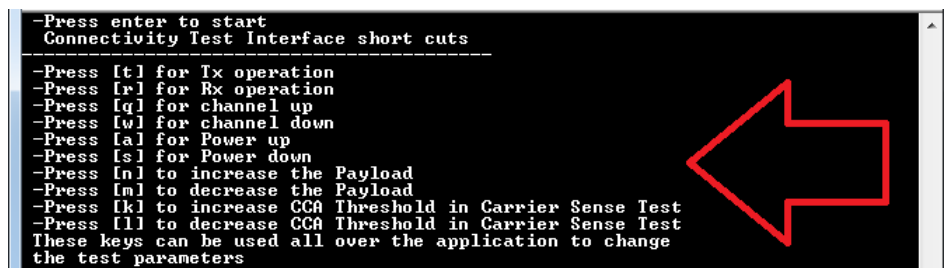 -Press enter to start
Connectivity Test Interface short cuts
-Press [t] for Tx operation
-Press [r] for Rx operation
-Press [q] for channel up
-Press [w] for channel down
-Press [a] for Power up
-Press [s] for Power down
-Press [n] to increase the Payload
-Press [m] to decrease the Payload
-Press [k] to increase CCA Threshold in Carrier Sense Test
-Press [l] to decrease CCA Threshold in Carrier Sense Test
These keys can be used all over the application to change
the test parameters